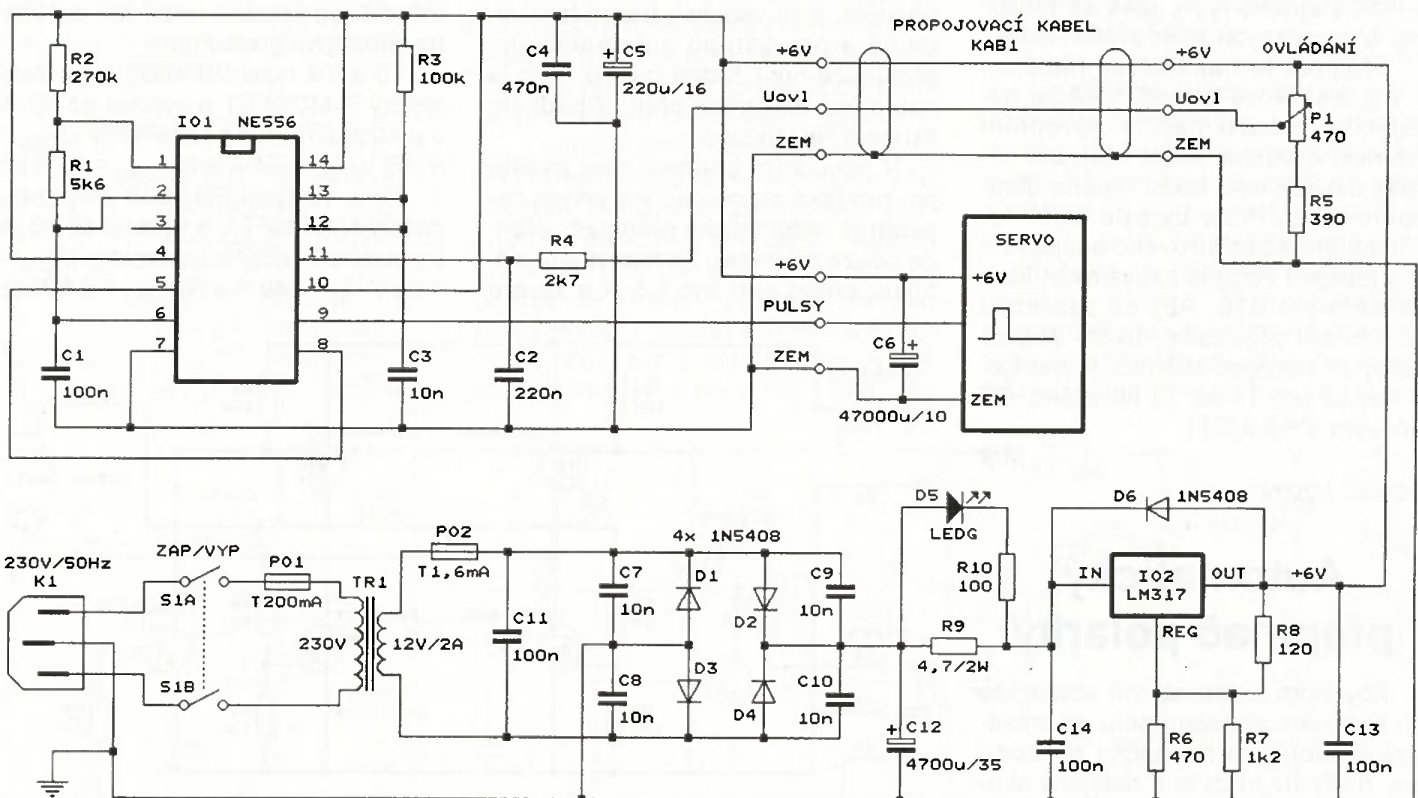 R2
270k
R1
5k6
IO1
NE556
1
2
3
4
5
6
7
14
13
12
11
10
9
8
R3
100k
C1
100n
C3
10n
C2
220n
R4
2k7
C4
470n
C5
220u/16
+
PROPOJOVACÍ KABEL
KAB1
+6V
Uovl
ZEM
+6V
Uovl
ZEM
OVLÁDÁNÍ
P1
470
R5
390
+6V
PULSY
ZEM
C6
+
47000u/10
SERVO
+6V
ZEM
230V/50Hz
K1
ZAP/VYP
S1A
S1B
PO1
T200mA
TR1
230V
12V/2A
PO2
T1,6mA
C11
100n
C7
10n
C8
10n
4x 1N5408
D1
D2
D3
D4
C9
10n
C10
10n
D5
LEDG
R10
100
R9
4,7/2W
C12
+
4700u/35
C14
100n
D6
1N5408
IN
IO2
LM317
OUT
REG
+6V
R8
120
R6
470
R7
1k2
C13
100n